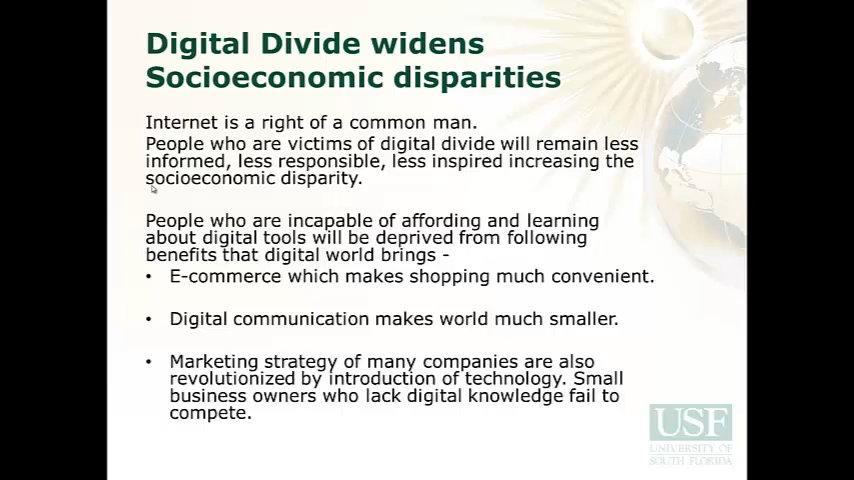 Digital Divide widens
Socioeconomic disparities
Internet is a right of a common man.
People who are victims of digital divide will remain less
informed, less responsible, less inspired increasing the
socioeconomic disparity.
People who are incapable of affording and learning
about digital tools will be deprived from following
benefits that digital world brings -
• E-commerce which makes shopping much convenient.
• Digital communication makes world much smaller.
• Marketing strategy of many companies are also
revolutionized by introduction of technology. Small
business owners who lack digital knowledge fail to
compete.
USF
UNIVERSITY OF
SOUTH FLORIDA